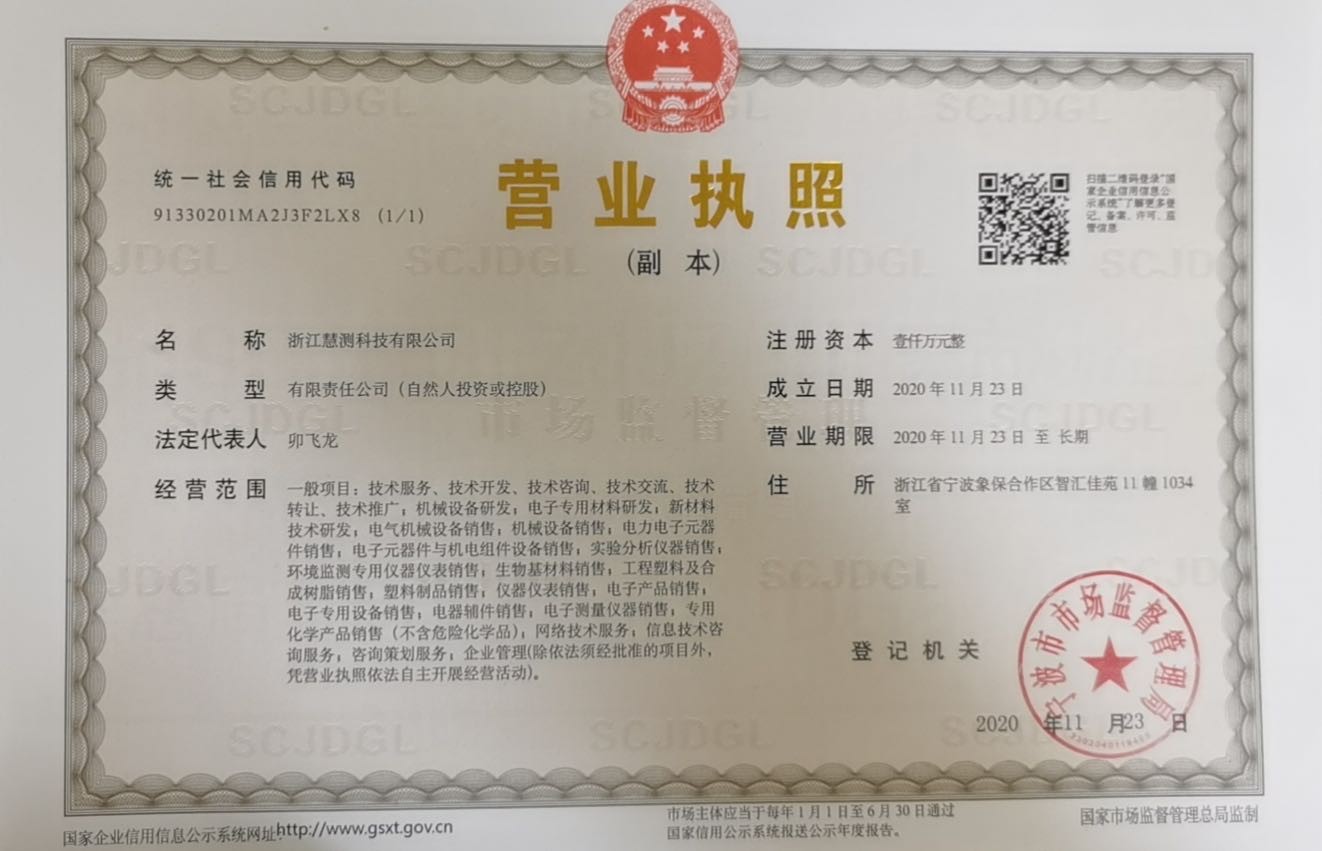 统一社会信用代码
91330201MA2J3F2LX8 (1/1)
营业执照
(副 本)
扫描二维码登录“国
家企业信用信息公
示系统”了解更多登
记、备案、许可、监
管信息
名 称 浙江慧测科技有限公司
类 型 有限责任公司（自然人投资或控股）
法定代表人 卯飞龙
经营范围 一般项目：技术服务、技术开发、技术咨询、技术交流、技术
转让、技术推广；机械设备研发；电子专用材料研发；新材料
技术研发；电气机械设备销售；机械设备销售；电力电子元器
件销售；电子元器件与机电组件设备销售；实验分析仪器销售；
环境监测专用仪器仪表销售；生物基材料销售；工程塑料及合
成树脂销售；塑料制品销售；仪器仪表销售；电子产品销售；
电子专用设备销售；电器辅件销售；电子测量仪器销售；专用
化学产品销售（不含危险化学品）；网络技术服务；信息技术咨
询服务；咨询策划服务；企业管理(除依法须经批准的项目外，
凭营业执照依法自主开展经营活动)。
注册资本 壹仟万元整
成立日期 2020 年 11 月 23 日
营业期限 2020 年 11 月 23 日 至 长期
住 所 浙江省宁波象保合作区智汇佳苑 11 幢 1034
室
登记机关
宁波市市场监督管理局
2020 年11 月23 日
SCJDGL
市场监督管理
国家企业信用信息公示系统网址:http://www.gsxt.gov.cn
市场主体应当于每年 1 月 1 日至 6 月 30 日通过
国家信用公示系统报送公示年度报告。
国家市场监督管理总局监制